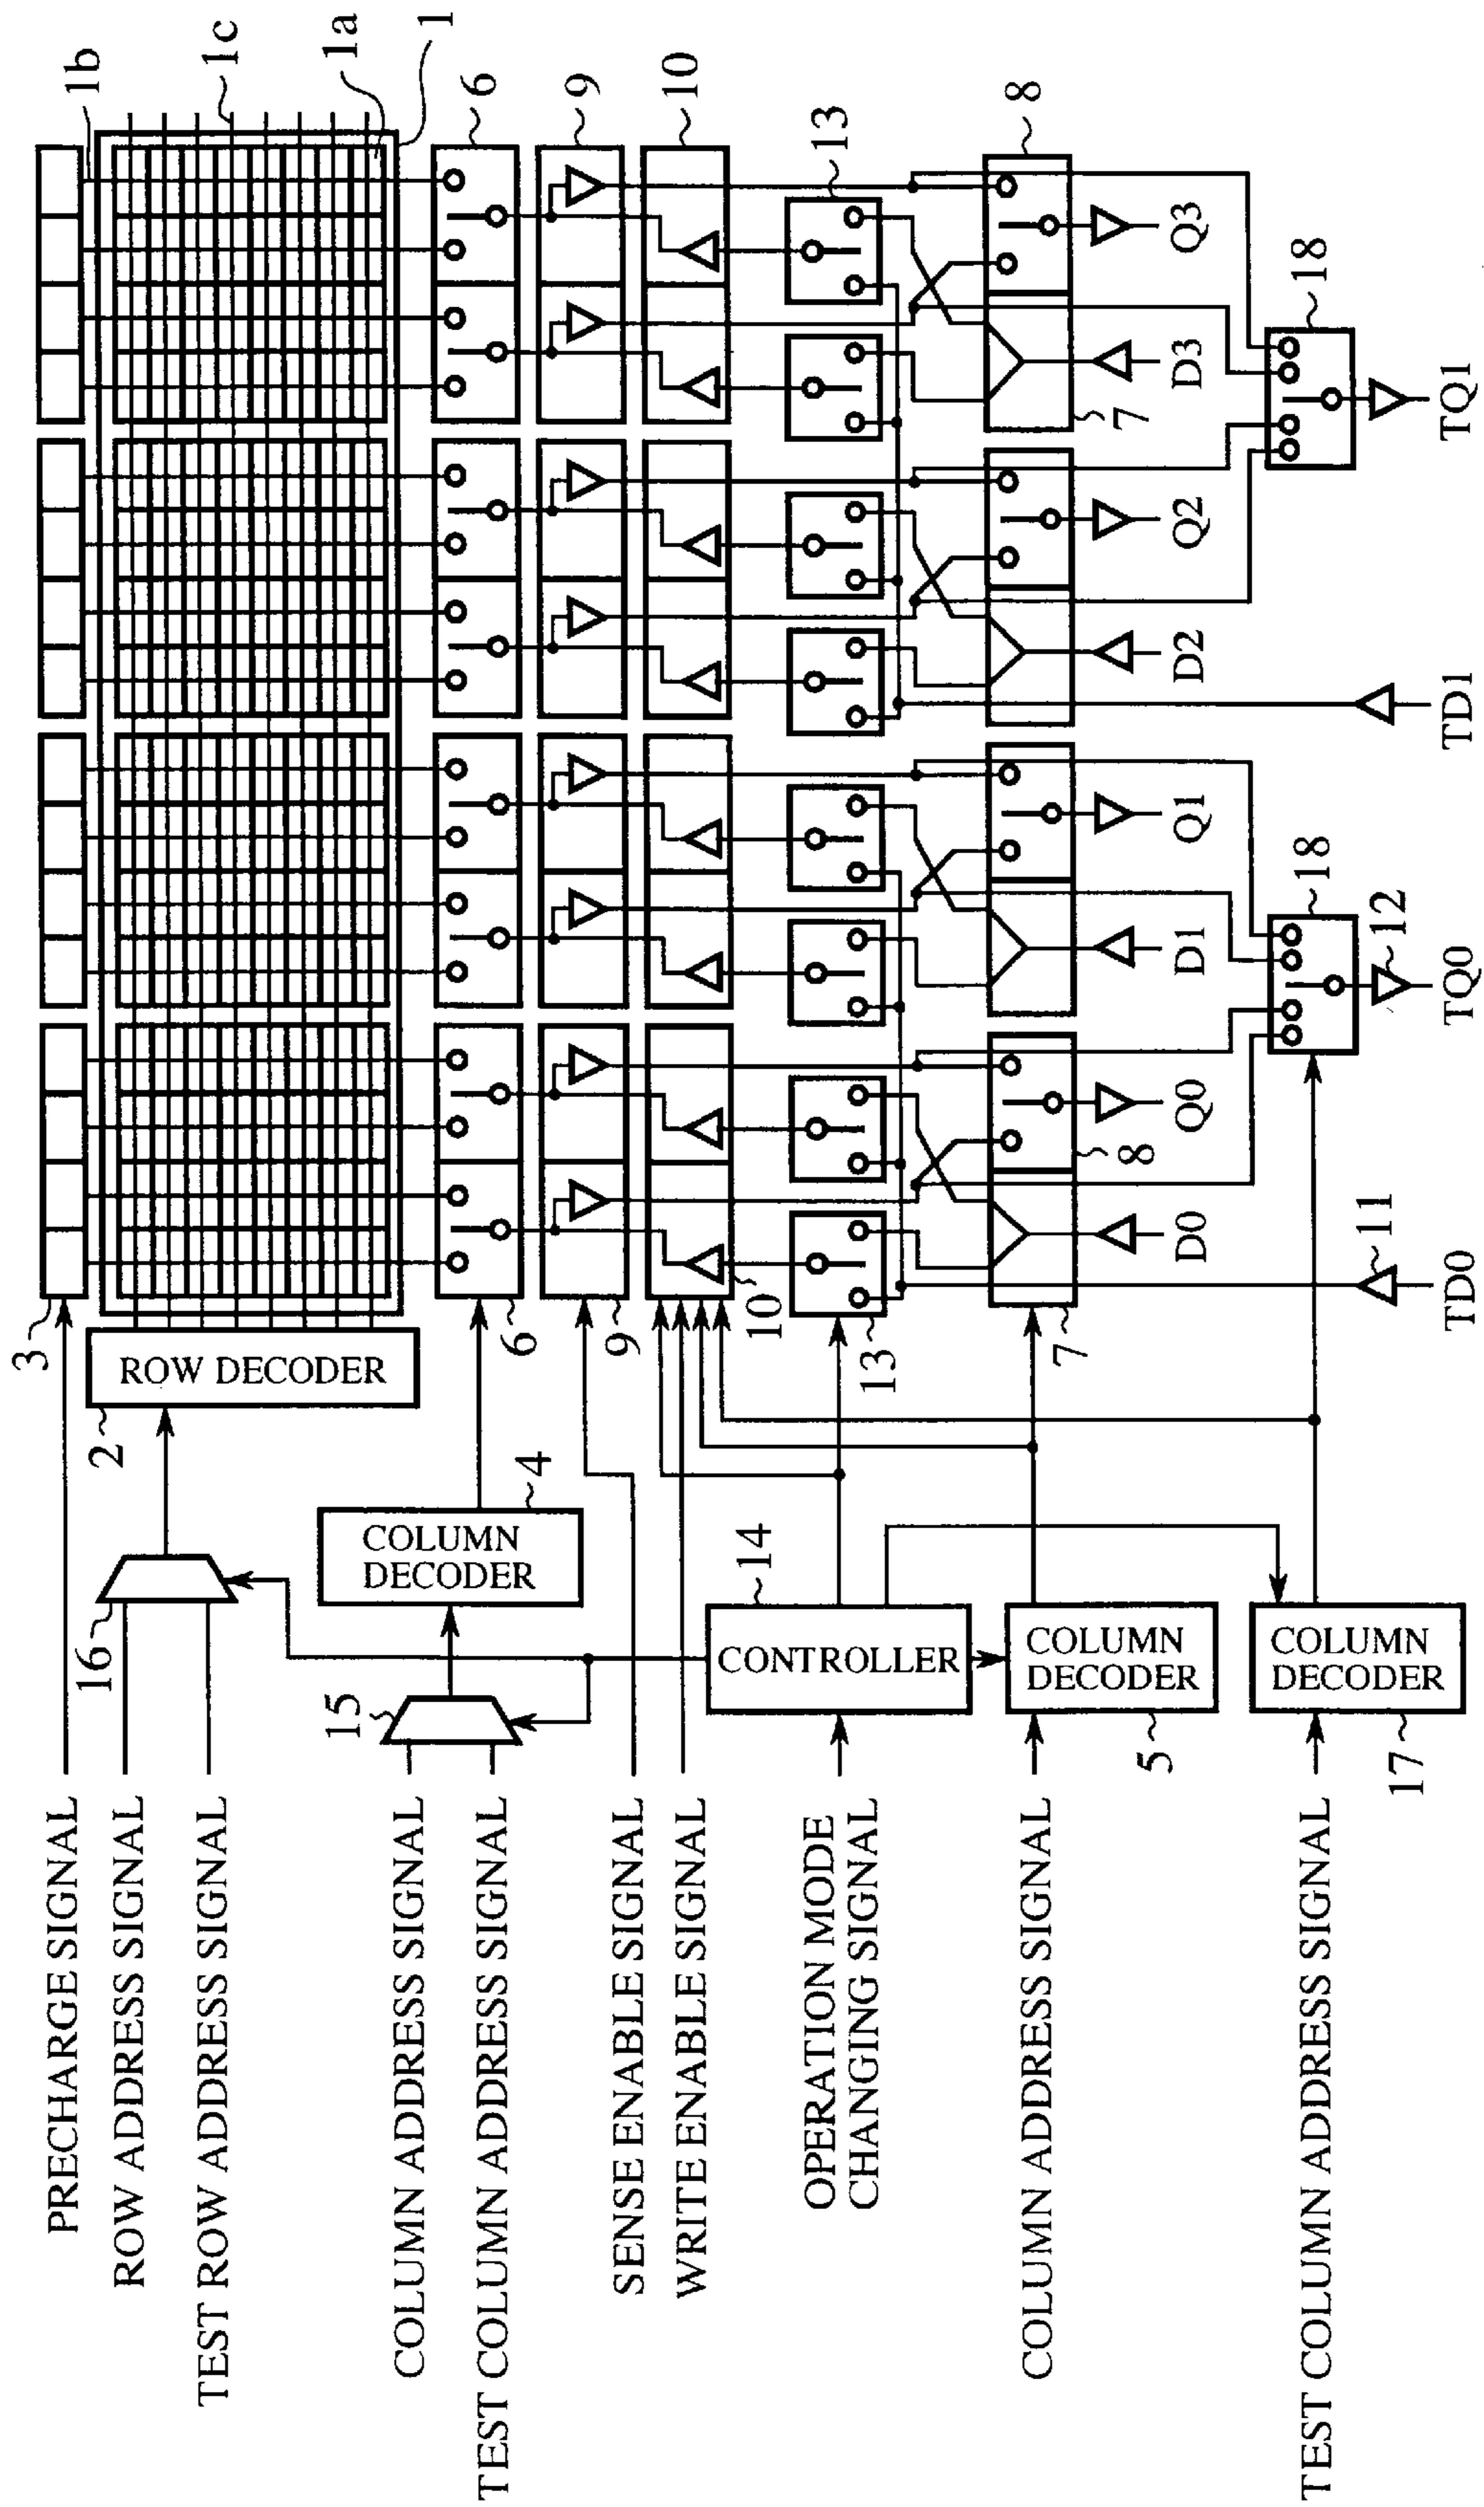 PRECHARGE SIGNAL
ROW ADDRESS SIGNAL
TEST ROW ADDRESS SIGNAL
COLUMN ADDRESS SIGNAL
TEST COLUMN ADDRESS SIGNAL
SENSE ENABLE SIGNAL
WRITE ENABLE SIGNAL
OPERATION MODE
CHANGING SIGNAL
COLUMN ADDRESS SIGNAL
TEST COLUMN ADDRESS SIGNAL
16
15
14
CONTROLLER
COLUMN
DECODER
4
COLUMN
DECODER
5
COLUMN
DECODER
17
2
ROW DECODER
3
1b
1c
1a
1
6
9
10
13
8
6
9
10
13
7
8
7
18
18
11
12
D0
Q0
D1
Q1
D2
Q2
D3
Q3
TD0
TQ0
TD1
TQ1